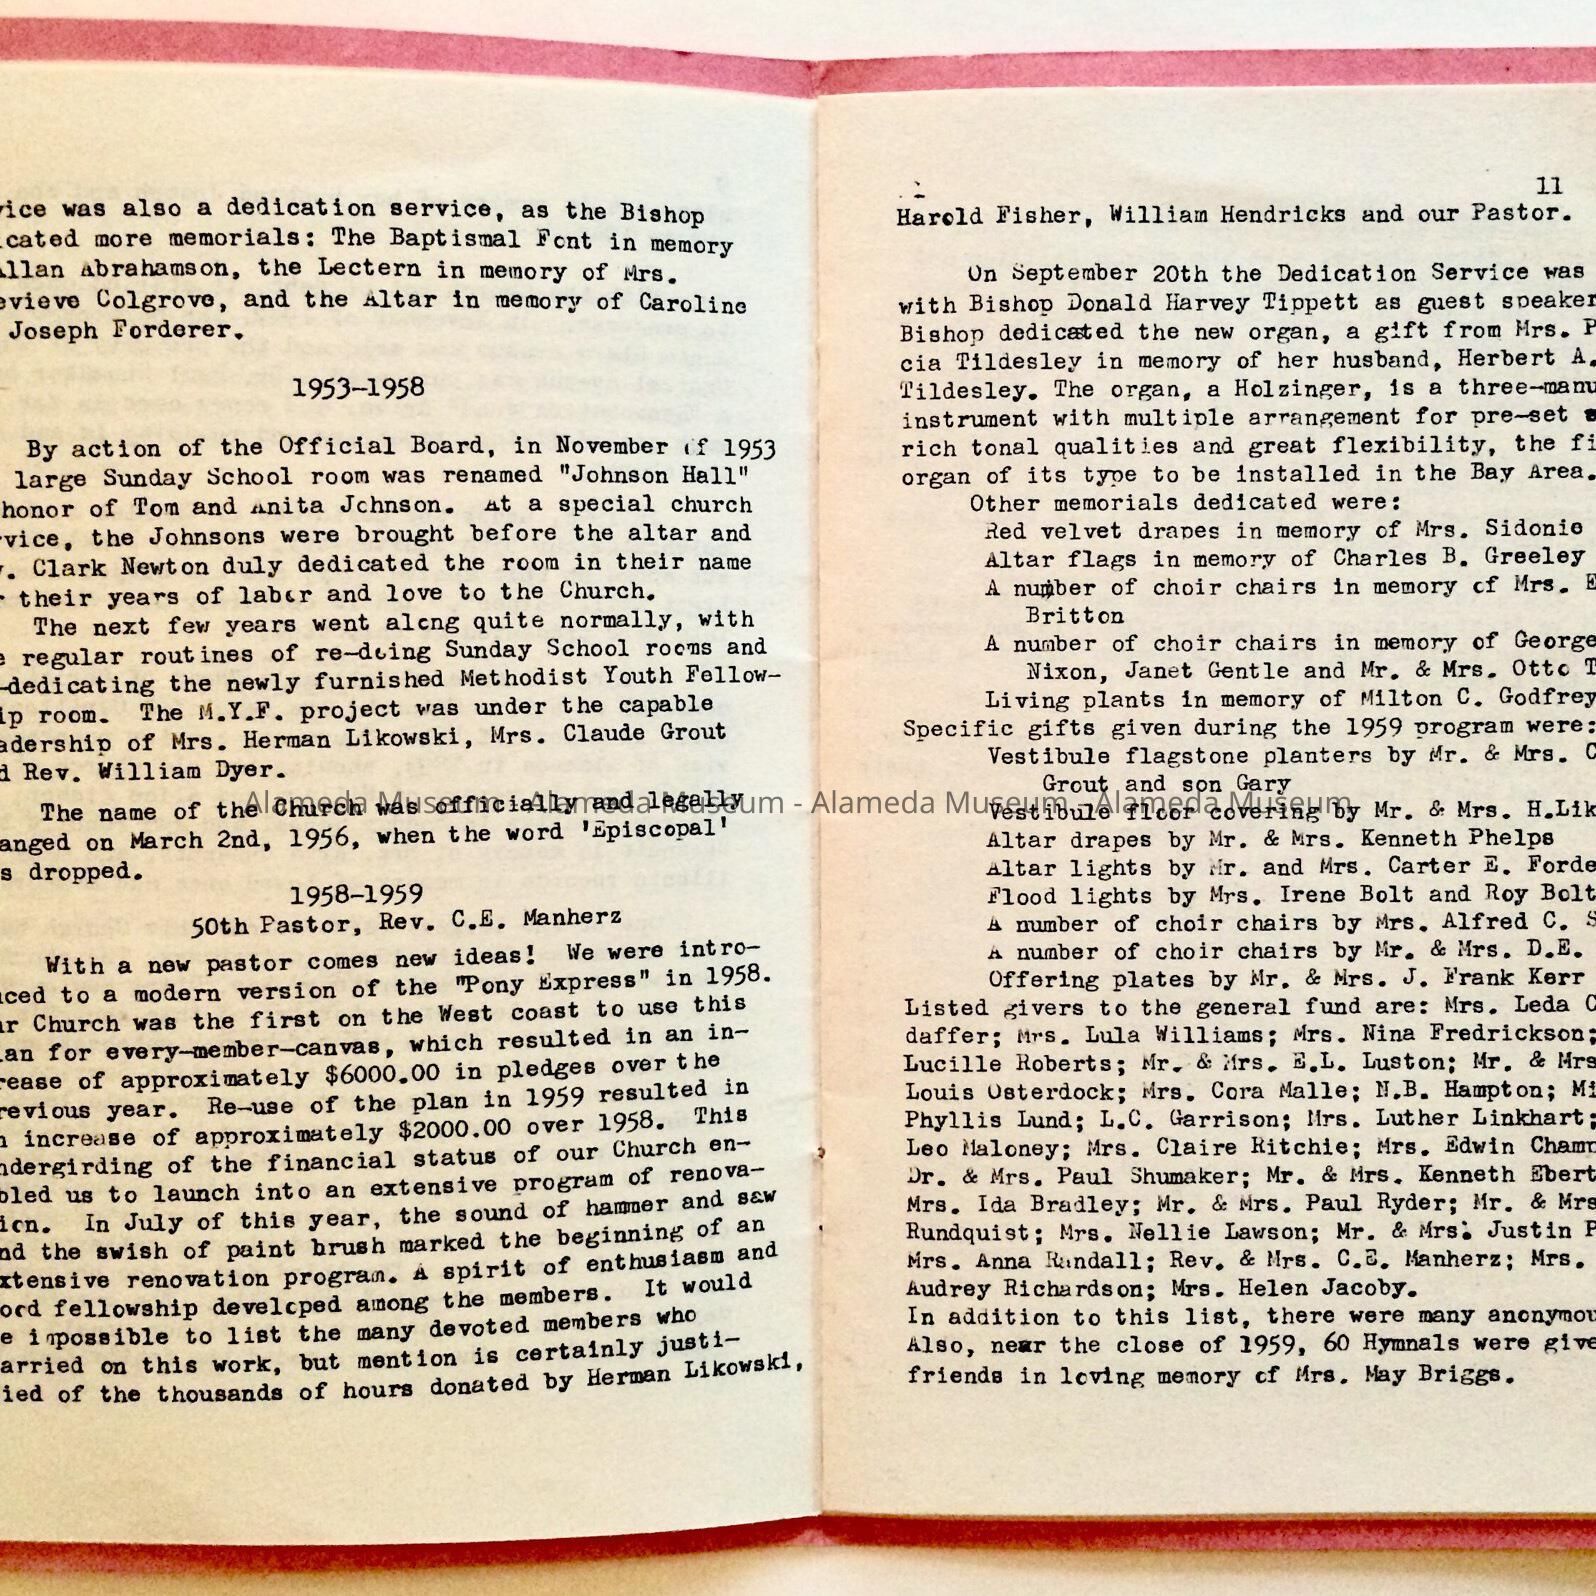 vice was also a dedication service, as the Bishop
icated more memorials: The Baptismal Font in memory
Allan Abrahamson, the Lectern in memory of Mrs.
evieve Colgrove, and the Altar in memory of Caroline
Joseph Forderer.
1953-1958
By action of the Official Board, in November of 1953
large Sunday School room was renamed "Johnson Hall"
honor of Tom and Anita Johnson. At a special church
rvice, the Johnsons were brought before the altar and
v. Clark Newton duly dedicated the room in their name
r their years of labor and love to the Church.
The next few years went along quite normally, with
e regular routines of re-doing Sunday School rooms and
-dedicating the newly furnished Methodist Youth Fellow-
ip room. The M.Y.F. project was under the capable
adership of Mrs. Herman Likowski, Mrs. Claude Grout
d Rev. William Dyer.
The name of the Church was officially and legally
anged on March 2nd, 1956, when the word 'Episcopal'
s dropped.
1958-1959
50th Pastor, Rev. C.E. Manherz
With a new pastor comes new ideas! We were intro-
uced to a modern version of the "Pony Express" in 1958.
ur Church was the first on the West coast to use this
lan for every-member-canvas, which resulted in an in-
rease of approximately $6000.00 in pledges over the
revious year. Re-use of the plan in 1959 resulted in
n increase of approximately $2000.00 over 1958. This
ndergirding of the financial status of our Church en-
bled us to launch into an extensive program of renova-
ion. In July of this year, the sound of hammer and saw
nd the swish of paint brush marked the beginning of an
xtensive renovation program. A spirit of enthusiasm and
ood fellowship developed among the members. It would
e impossible to list the many devoted members who
arried on this work, but mention is certainly justi-
ied of the thousands of hours donated by Herman Likowski,
11
Harold Fisher, William Hendricks and our Pastor.
On September 20th the Dedication Service was
with Bishop Donald Harvey Tippett as guest speaker
Bishop dedicated the new organ, a gift from Mrs. P
cia Tildesley in memory of her husband, Herbert A.
Tildesley. The organ, a Holzinger, is a three-manu
instrument with multiple arrangement for pre-set
rich tonal qualities and great flexibility, the fi
organ of its type to be installed in the Bay Area.
Other memorials dedicated were:
Red velvet drapes in memory of Mrs. Sidonie
Altar flags in memory of Charles B. Greeley
A number of choir chairs in memory of Mrs. E
Britton
A number of choir chairs in memory of George
Nixon, Janet Gentle and Mr. & Mrs. Otto T
Living plants in memory of Milton C. Godfrey
Specific gifts given during the 1959 program were:
Vestibule flagstone planters by Mr. & Mrs. C
Grout and son Gary
Vestibule floor covering by Mr. & Mrs. H.Lik
Altar drapes by Mr. & Mrs. Kenneth Phelps
Altar lights by Mr. and Mrs. Carter E. Forde
Flood lights by Mrs. Irene Bolt and Roy Bolt
A number of choir chairs by Mrs. Alfred C. S
A number of choir chairs by Mr. & Mrs. D.E.
Offering plates by Mr. & Mrs. J. Frank Kerr
Listed givers to the general fund are: Mrs. Leda C
daffer; Mrs. Lula Williams; Mrs. Nina Fredrickson;
Lucille Roberts; Mr. & Mrs. E.L. Luston; Mr. & Mrs
Louis Osterdock; Mrs. Cora Malle; N.B. Hampton; Mi
Phyllis Lund; L.C. Garrison; Mrs. Luther Linkhart;
Leo Maloney; Mrs. Claire Ritchie; Mrs. Edwin Champ
Dr. & Mrs. Paul Shumaker; Mr. & Mrs. Kenneth Ebert
Mrs. Ida Bradley; Mr. & Mrs. Paul Ryder; Mr. & Mrs
Rundquist; Mrs. Nellie Lawson; Mr. & Mrs. Justin P
Mrs. Anna Randall; Rev. & Mrs. C.E. Manherz; Mrs.
Audrey Richardson; Mrs. Helen Jacoby.
In addition to this list, there were many anonymou
Also, near the close of 1959, 60 Hymnals were give
friends in loving memory of Mrs. May Briggs.
Alameda Museum - Alameda Museum - Alameda Museum - Alameda Museum